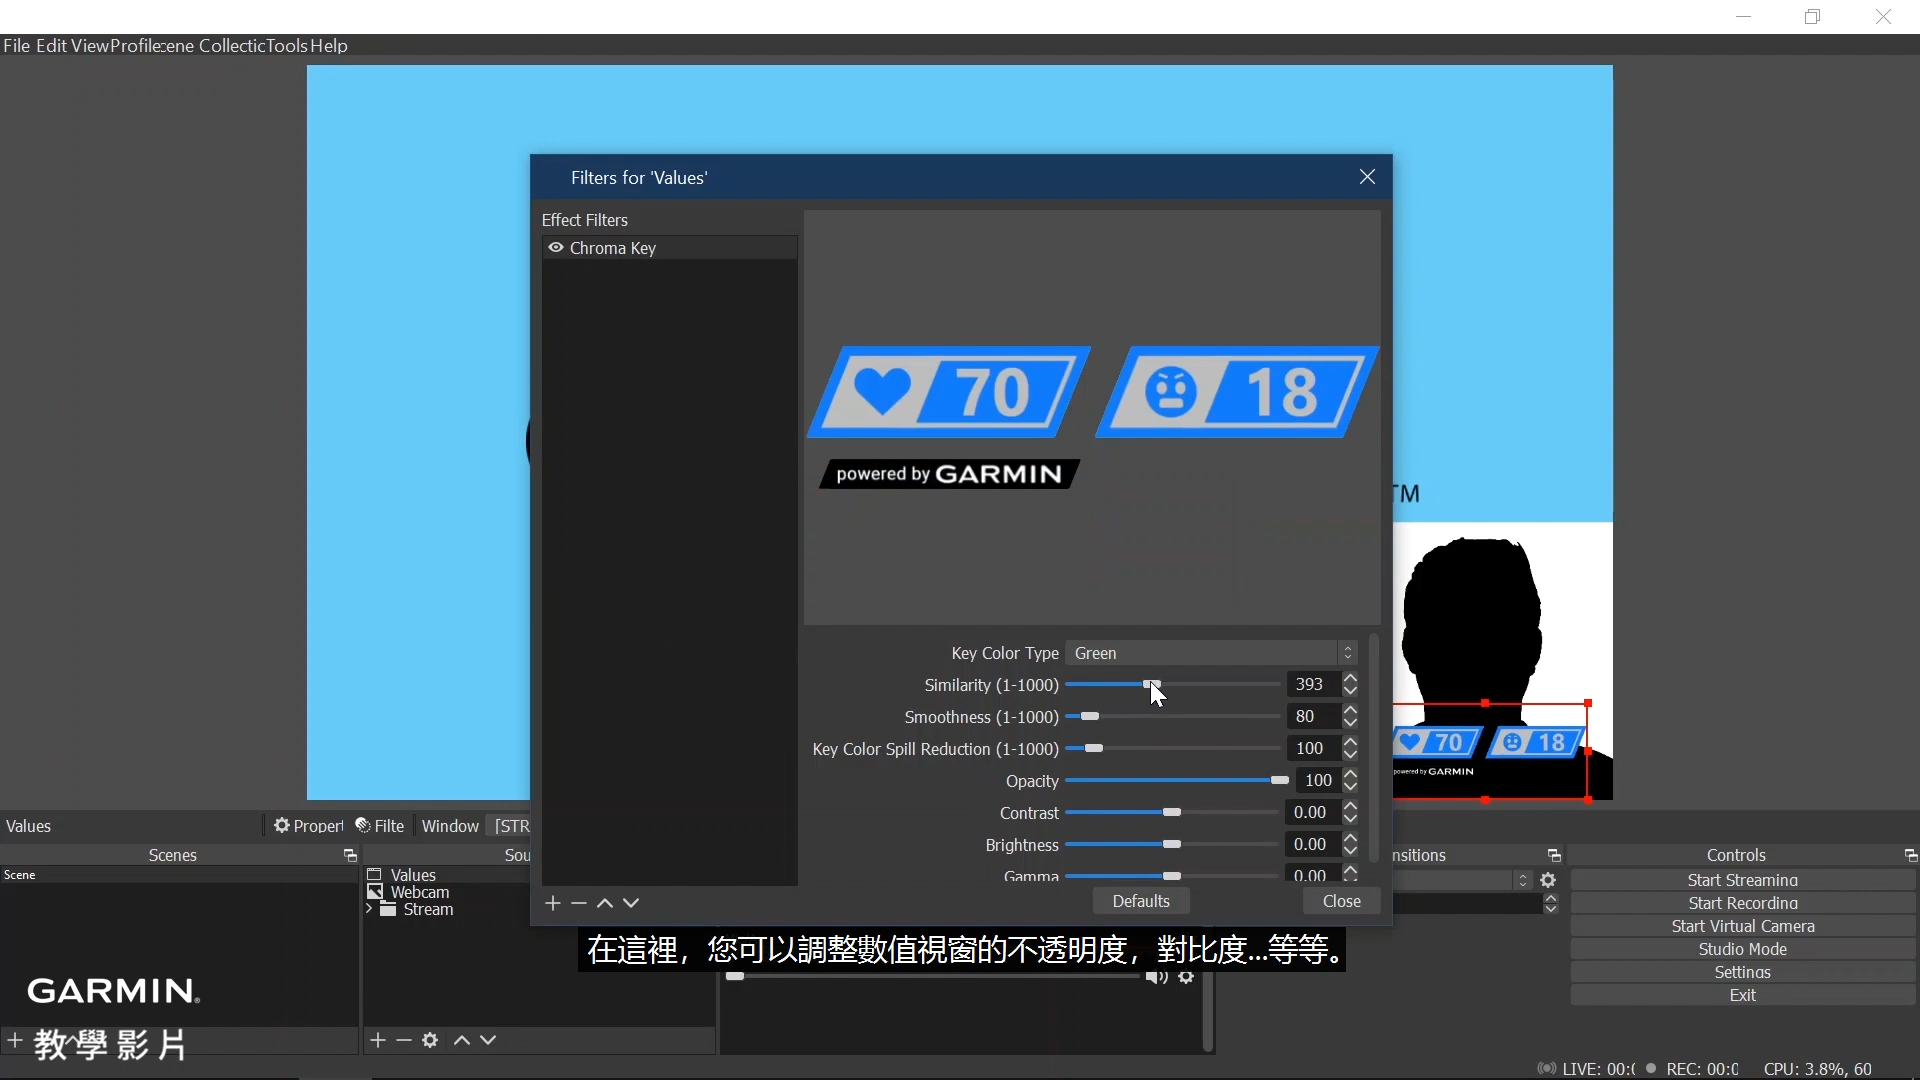 File Edit ViewProfile:ene CollecticTools Help
Filters for 'Values'
Effect Filters
Chroma Key
70
18
powered by GARMIN
TM
Key Color Type Green
Similarity (1-1000) 393
Smoothness (1-1000) 80
Key Color Spill Reduction (1-1000) 100
Opacity 100
Contrast 0.00
Brightness 0.00
Gamma 0.00
Defaults
Close
70
18
powered by GARMIN
Values
Propert
Filte
Window
[STR
Scenes
Sou
nsitions
Controls
Scene
Values
Webcam
Stream
Start Streaming
Start Recording
Start Virtual Camera
Studio Mode
Settings
Exit
在這裡，您可以調整數值視窗的不透明度，對比度...等等。
GARMIN.
教學影片
LIVE: 00:( REC: 00:0 CPU: 3.8%, 60